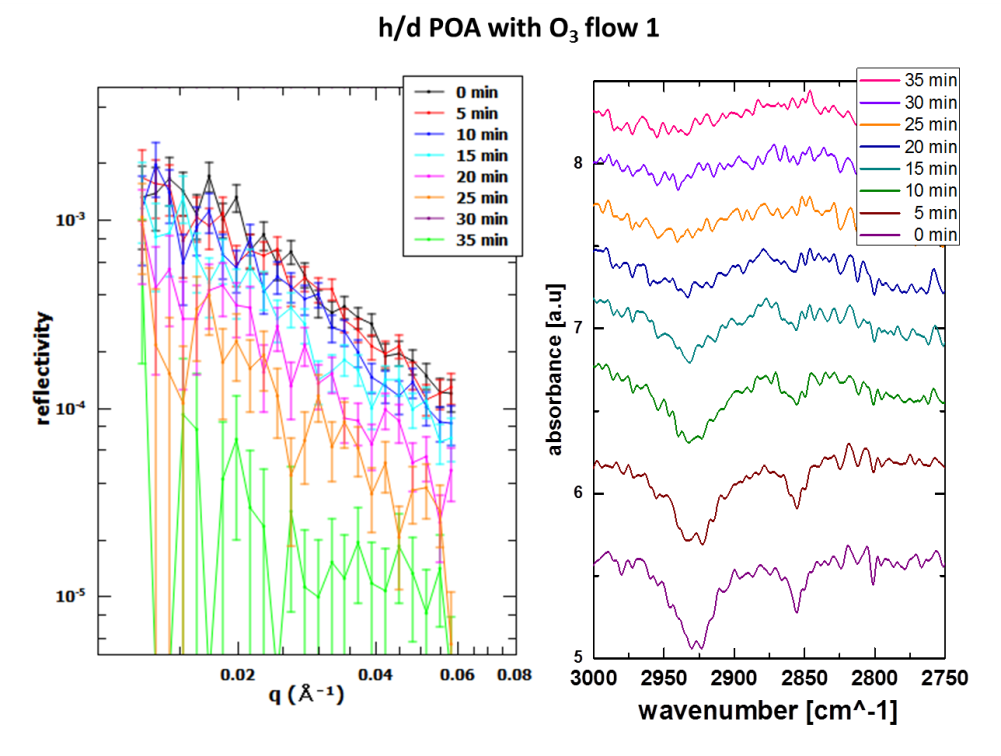 h/d POA with O₃ flow 1
0 min
5 min
10 min
15 min
20 min
25 min
30 min
35 min
10⁻³
10⁻⁴
10⁻⁵
reflectivity
0.02
0.04
0.06
0.08
q (Å⁻¹)
35 min
30 min
25 min
20 min
15 min
10 min
5 min
0 min
8
7
6
5
absorbance [a.u]
3000
2950
2900
2850
2800
2750
wavenumber [cm^-1]